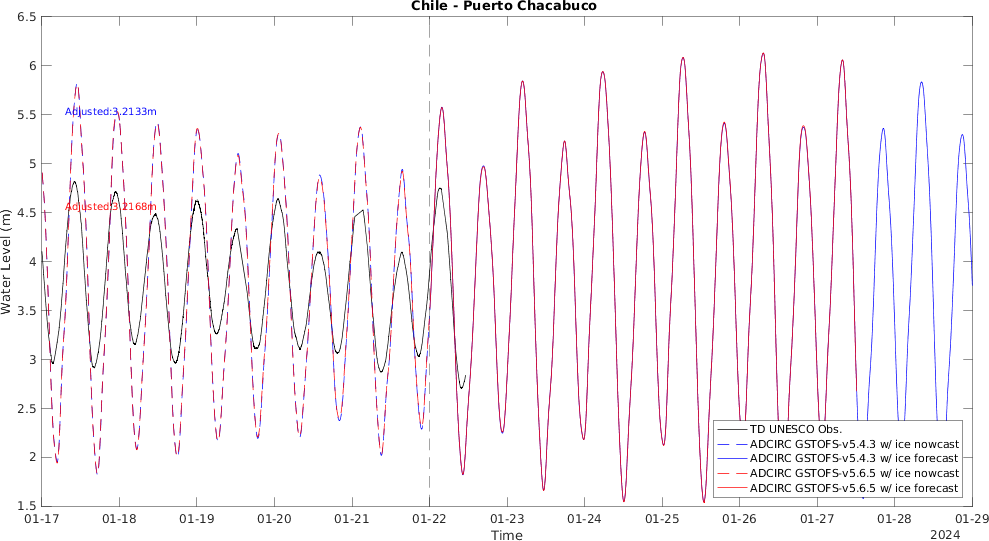 Chile - Puerto Chacabuco
6.5
6
5.5
5
4.5
4
3.5
3
2.5
2
1.5
Water Level (m)
Adjusted:3.2133m
Adjusted:3.2168m
TD UNESCO Obs.
ADCIRC GSTOFS-v5.4.3 w/ ice nowcast
ADCIRC GSTOFS-v5.4.3 w/ ice forecast
ADCIRC GSTOFS-v5.6.5 w/ ice nowcast
ADCIRC GSTOFS-v5.6.5 w/ ice forecast
01-17 01-18 01-19 01-20 01-21 01-22 01-23 01-24 01-25 01-26 01-27 01-28 01-29
Time
2024